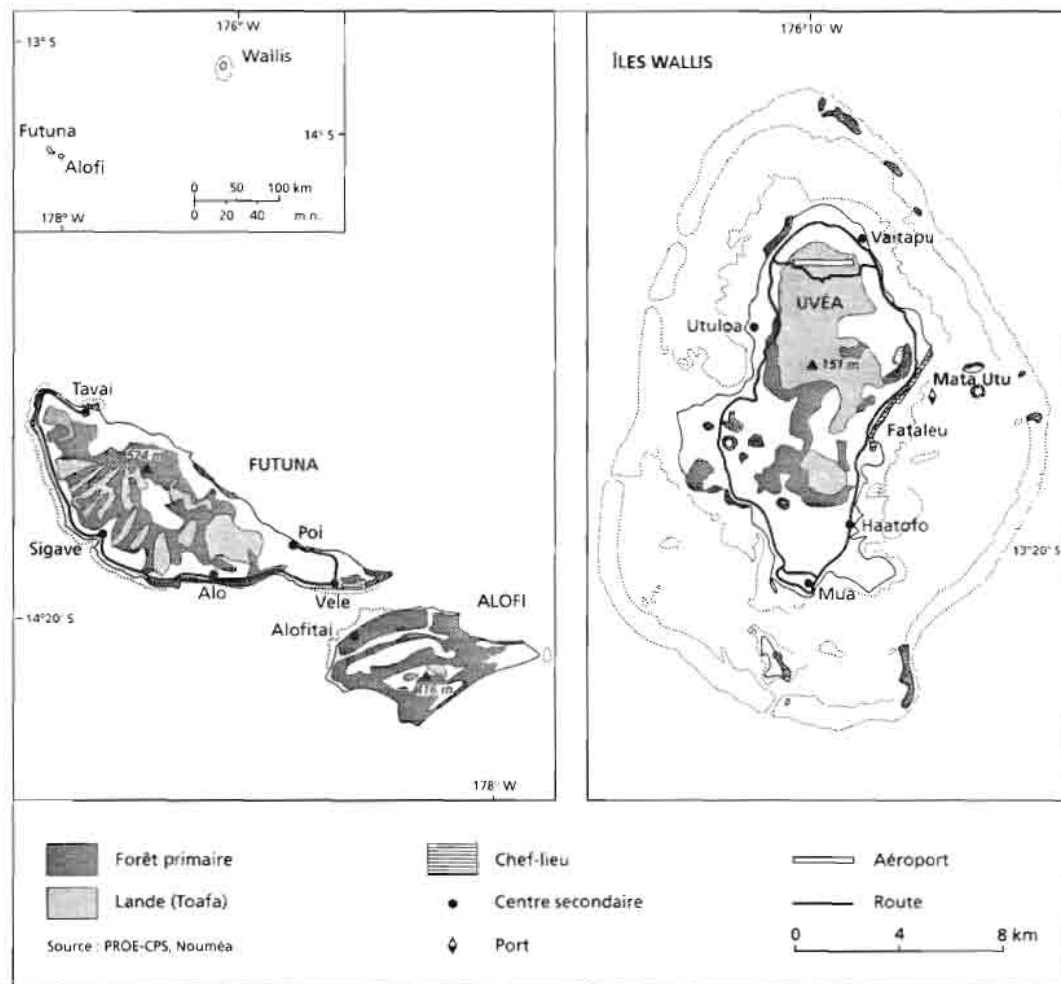 176° W
13° S
Wallis
14° S
Futuna
Alofi
0 50 100 km
0 20 40 m n.
178° W
Tavai
524 m
FUTUNA
Sigave
Poi
Alo
Vele
14°20' S
ALOFI
Alofitai
416 m
178° W
176°10' W
ÎLES WALLIS
Vaitapu
UVÉA
Utuloa
151 m
Mata Utu
Fataleu
Haatofo
13°20' S
Mua
Forêt primaire
Lande (Toafa)
Source : PROE-CPS, Nouméa
Chef-lieu
Centre secondaire
Port
Aéroport
Route
0 4 8 km